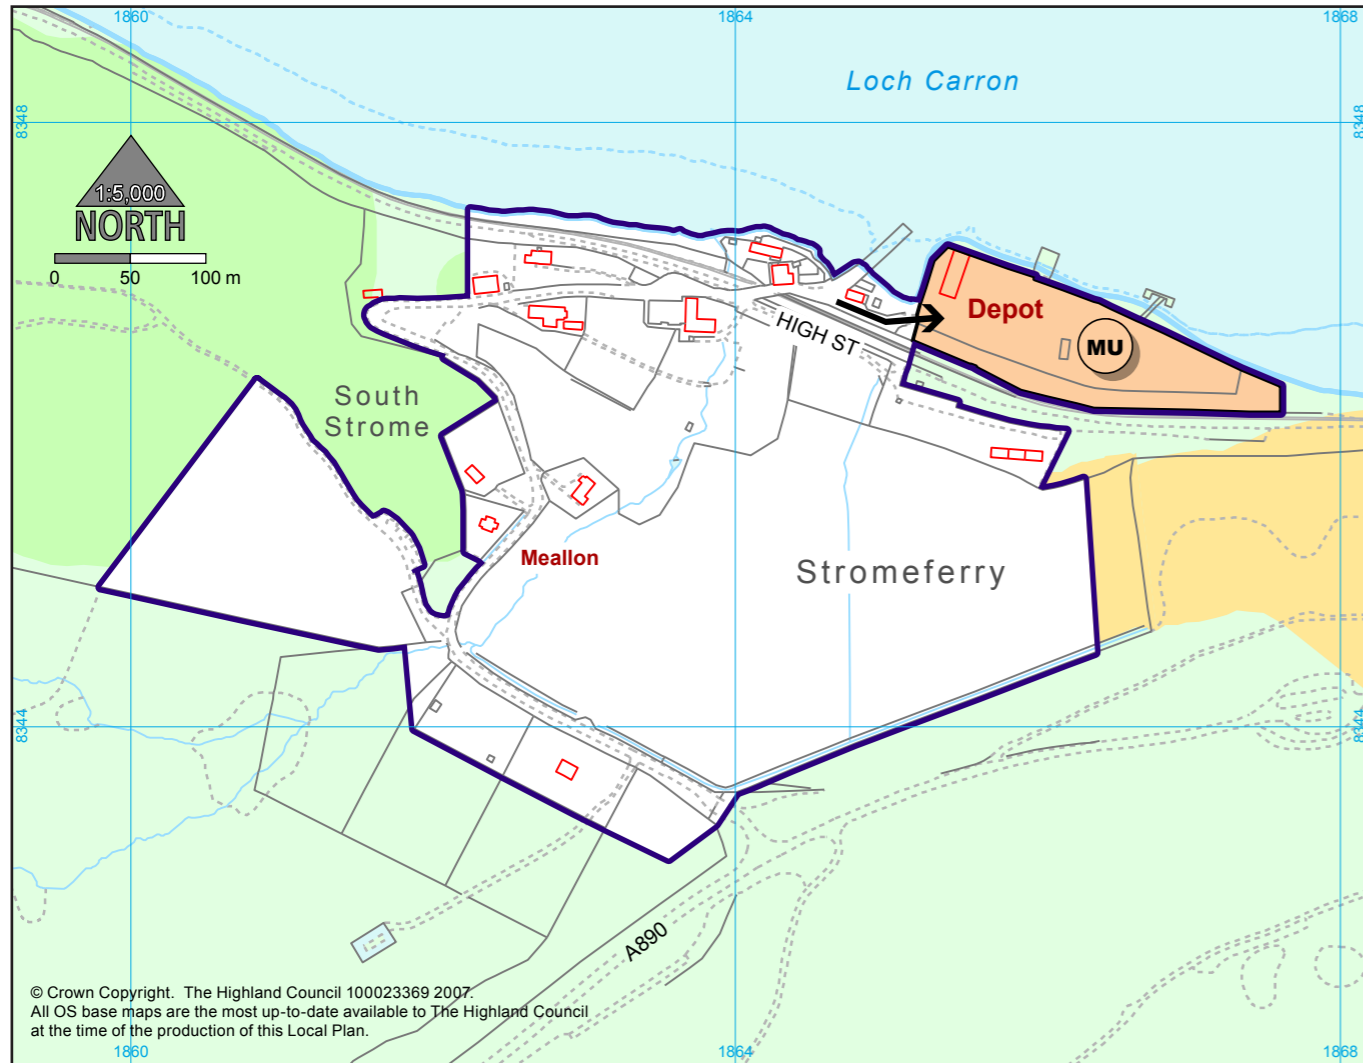 1860
1864
1868
Loch Carron
8348
8348
1:5,000
NORTH
0 50 100 m
Depot
MU
HIGH ST
South
Strome
Meallon
Stromeferry
8344
8344
A890
© Crown Copyright. The Highland Council 100023369 2007.
All OS base maps are the most up-to-date available to The Highland Council
at the time of the production of this Local Plan.
1860
1864
1868